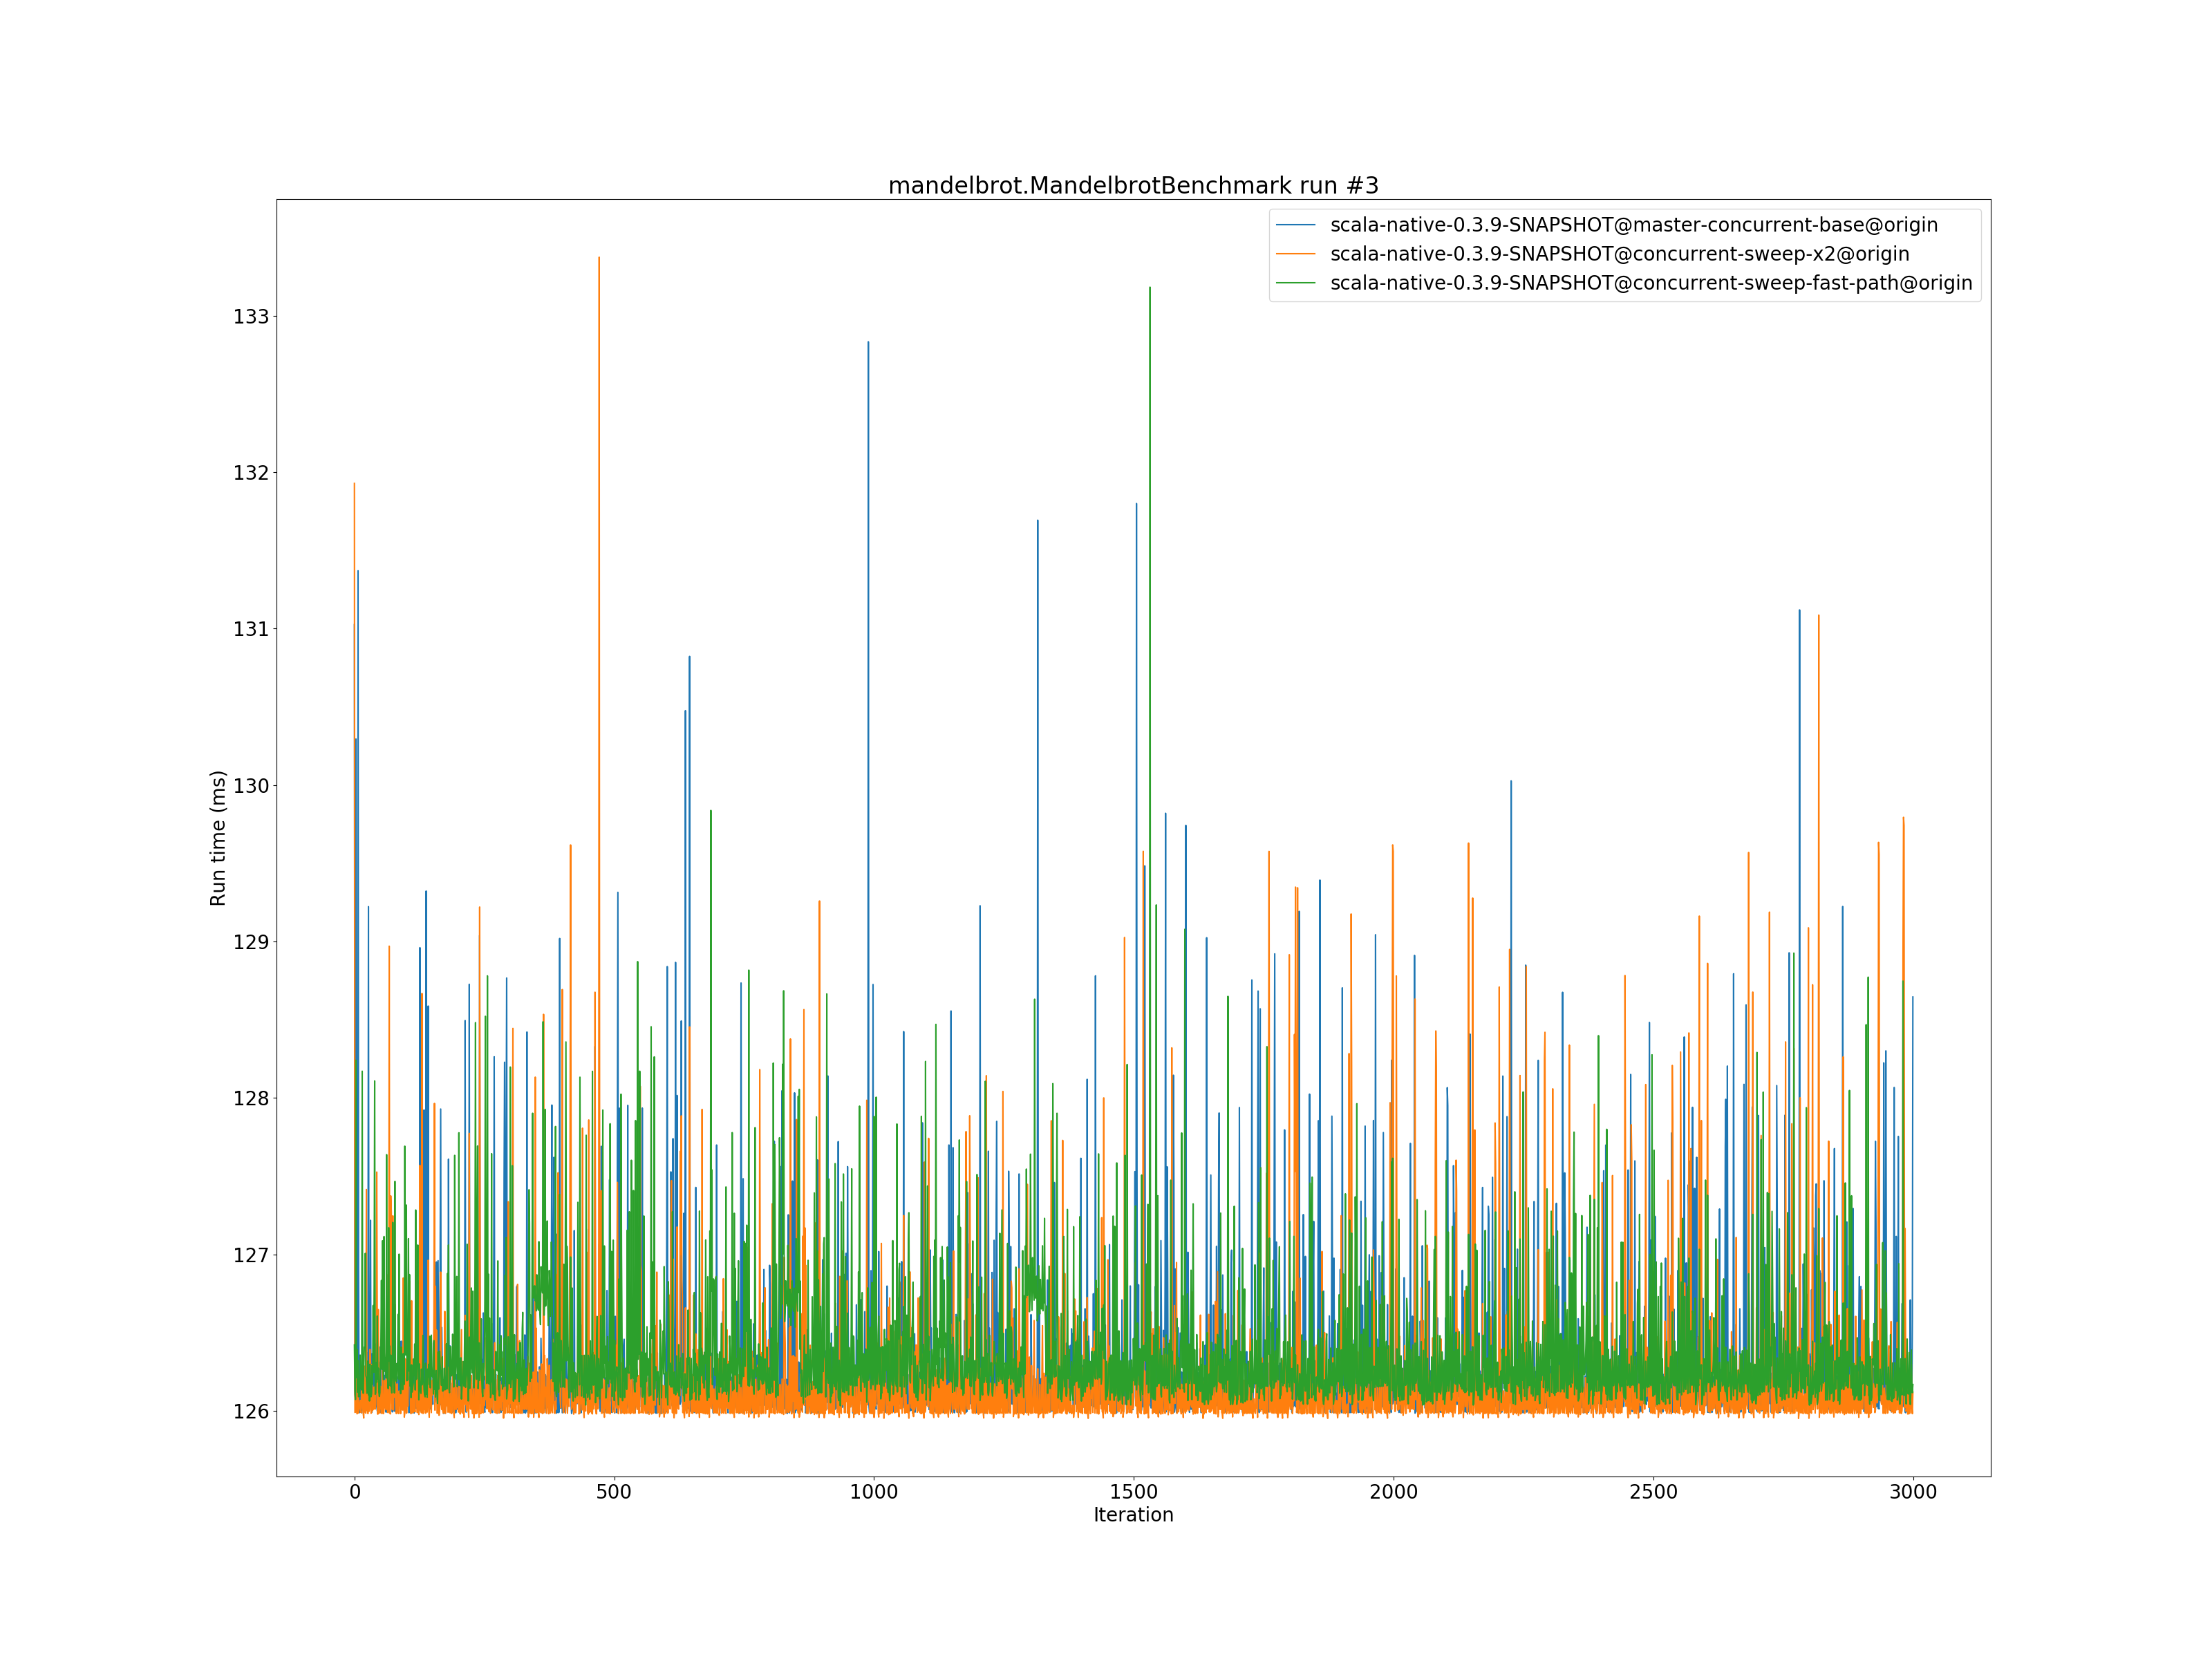 mandelbrot.MandelbrotBenchmark run #3
scala-native-0.3.9-SNAPSHOT@master-concurrent-base@origin
scala-native-0.3.9-SNAPSHOT@concurrent-sweep-x2@origin
scala-native-0.3.9-SNAPSHOT@concurrent-sweep-fast-path@origin
133
132
131
130
129
128
127
126
Run time (ms)
0 500 1000 1500 2000 2500 3000
Iteration